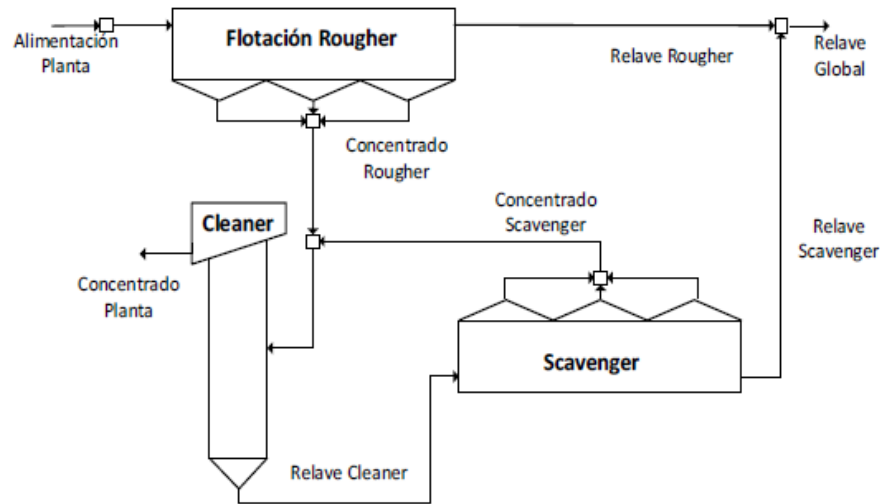 Alimentación
Planta
Flotación Rougher
Relave Rougher
Relave
Global
Concentrado
Rougher
Cleaner
Concentrado
Scavenger
Relave
Scavenger
Concentrado
Planta
Scavenger
Relave Cleaner